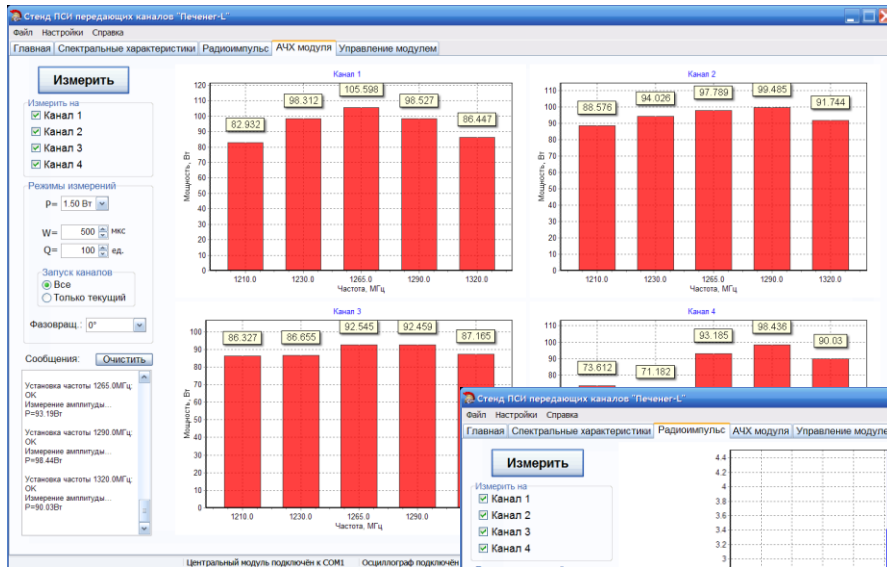 Стенд ПСИ передающих каналов "Печенег-L"
Файл Настройки Справка
Главная Спектральные характеристики Радиоимпульс АЧХ модуля Управление модулем
Измерить
Измерить на
Канал 1
Канал 2
Канал 3
Канал 4
Режимы измерений
P= 1.50 Вт
W= 500 мкс
Q= 100 ед.
Запуск каналов
Все
Только текущий
Фазовращ.: 0°
Сообщения: Очистить
Установка частоты 1265.0МГц:
OK
Измерение амплитуды...
P=93.19Вт
Установка частоты 1290.0МГц:
OK
Измерение амплитуды...
P=98.44Вт
Установка частоты 1320.0МГц:
OK
Измерение амплитуды...
P=90.03Вт
Канал 1
Мощность, Вт
120
110
100
90
80
70
60
50
40
30
20
10
0
82.932 98.312 105.598 98.527 86.447
1210.0 1230.0 1265.0 1290.0 1320.0
Частота, МГц
Канал 2
Мощность, Вт
110
100
90
80
70
60
50
40
30
20
10
0
88.576 94.026 97.789 99.485 91.744
1210.0 1230.0 1265.0 1290.0 1320.0
Частота, МГц
Канал 3
Мощность, Вт
100
90
80
70
60
50
40
30
20
10
0
86.327 86.655 92.545 92.459 87.165
1210.0 1230.0 1265.0 1290.0
Частота, МГц
Канал 4
110
100
90
80
73.612 71.182 93.185 98.436 90.03
Центральный модуль подключён к COM1 Осциллограф подключён
Стенд ПСИ передающих каналов "Печенег-L"
Файл Настройки Справка
Главная Спектральные характеристики Радиоимпульс АЧХ модуля Управление модуле
Измерить
Измерить на
Канал 1
Канал 2
Канал 3
Канал 4
4.4
4.2
4
3.8
3.6
3.4
3.2
3